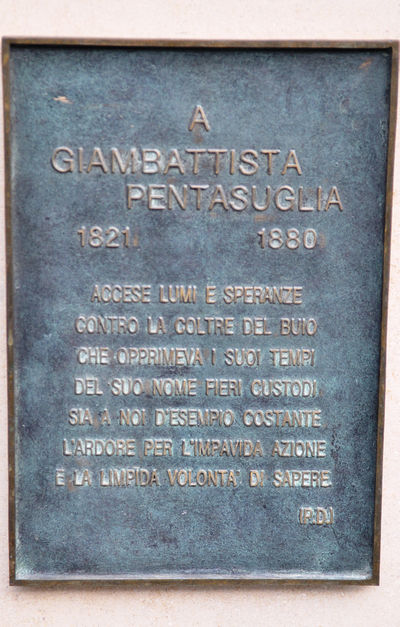 A
GIAMBATTISTA
PENTASUGLIA
1821 1880
ACCESE LUMI E SPERANZE
CONTRO LA COLTRE DEL BUIO
CHE OPPRIMEVA I SUOI TEMPI
DEL SUO NOME FIERI CUSTODI
SIA A NOI D'ESEMPIO COSTANTE
L'ARDORE PER L'IMPAVIDA AZIONE
E LA LIMPIDA VOLONTA' DI SAPERE
(P.D.)